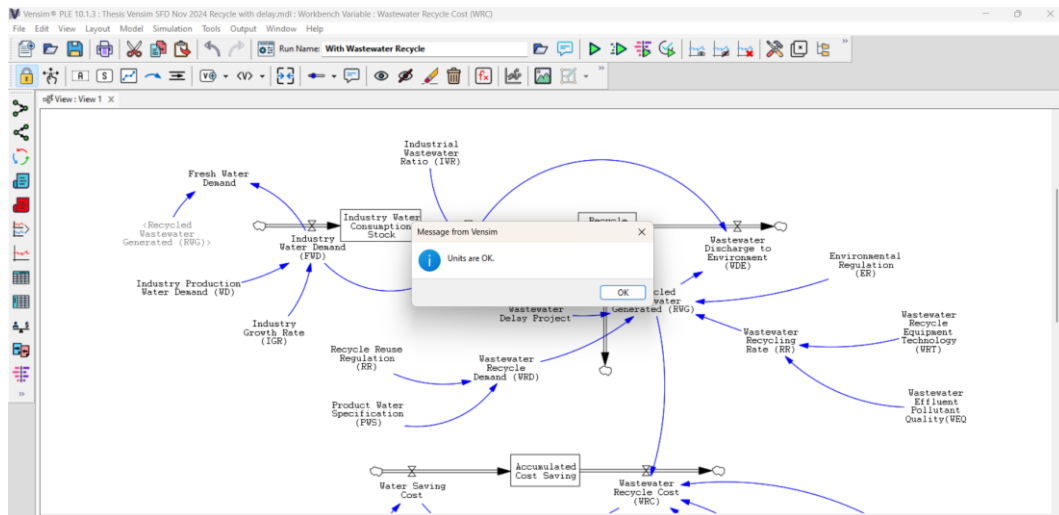 Vensim® PLE 10.1.3 : Thesis Vensim SFD Nov 2024 Recycle with delay.mdl : Workbench Variable : Wastewater Recycle Cost (WRC)
File Edit View Layout Model Simulation Tools Output Window Help
Run Name: With Wastewater Recycle
View : View 1 X
Industrial
Wastewater
Ratio (IWR)
Fresh Water
Demand
<Recycled
Wastewater
Generated (RWG)>
Industry Water
Consumption
Stock
Recycle
Industry
Water Demand
(FWD)
Wastewater
Discharge to
Environment
(WDE)
Message from Vensim
Units are OK.
OK
Environmental
Regulation
(ER)
Industry Production
Water Demand (WD)
Wastewater
Delay Project
cled
water
Generated (RWG)
Industry
Growth Rate
(IGR)
Wastewater
Recycling
Rate (RR)
Wastewater
Recycle
Equipment
Technology
(WRT)
Recycle Reuse
Regulation
(RR)
Wastewater
Recycle
Demand (WRD)
Product Water
Specification
(PWS)
Wastewater
Effluent
Pollutant
Quality(WEQ
Accumulated
Cost Saving
Water Saving
Cost
Wastewater
Recycle Cost
(WRC)